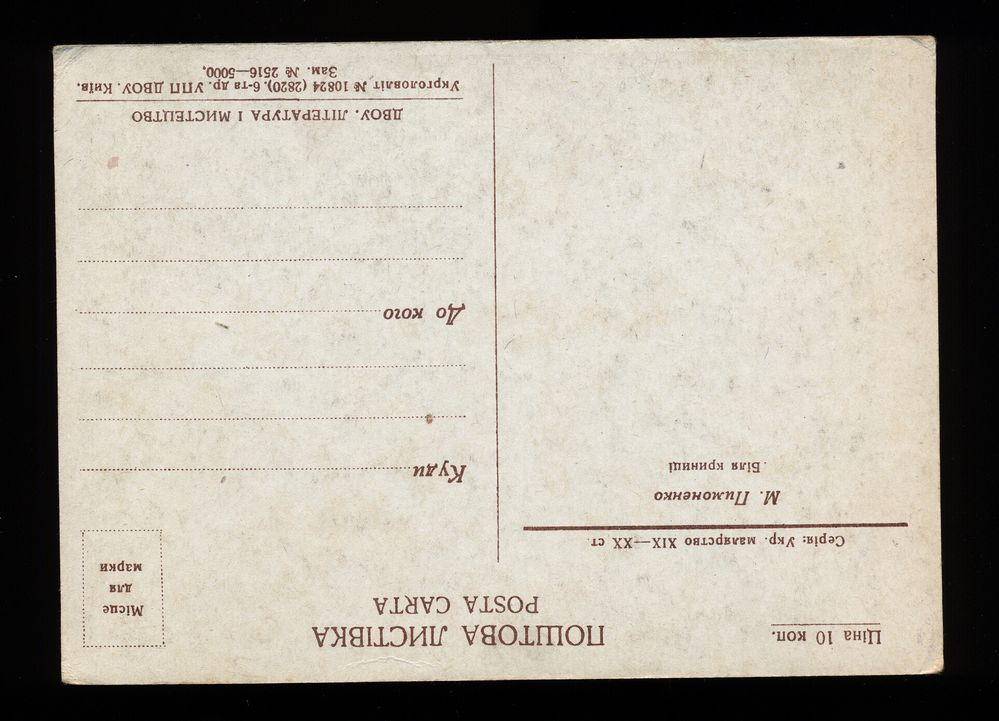 Ціна 10 коп.
ПОШТОВА ЛИСТІВКА
POSTA CARTA
Місце
для
марки
Серія: Укр. малярство XIX—XX ст.
М. Пимоненко
Біля криниці
Куди
До кого
ДВОУ. ЛІТЕРАТУРА І МИСТЕЦТВО
Укрголовліт № 10824 (2820), 6-та др. УПП ДВОУ. Київ.
Зам. № 2516—5000,